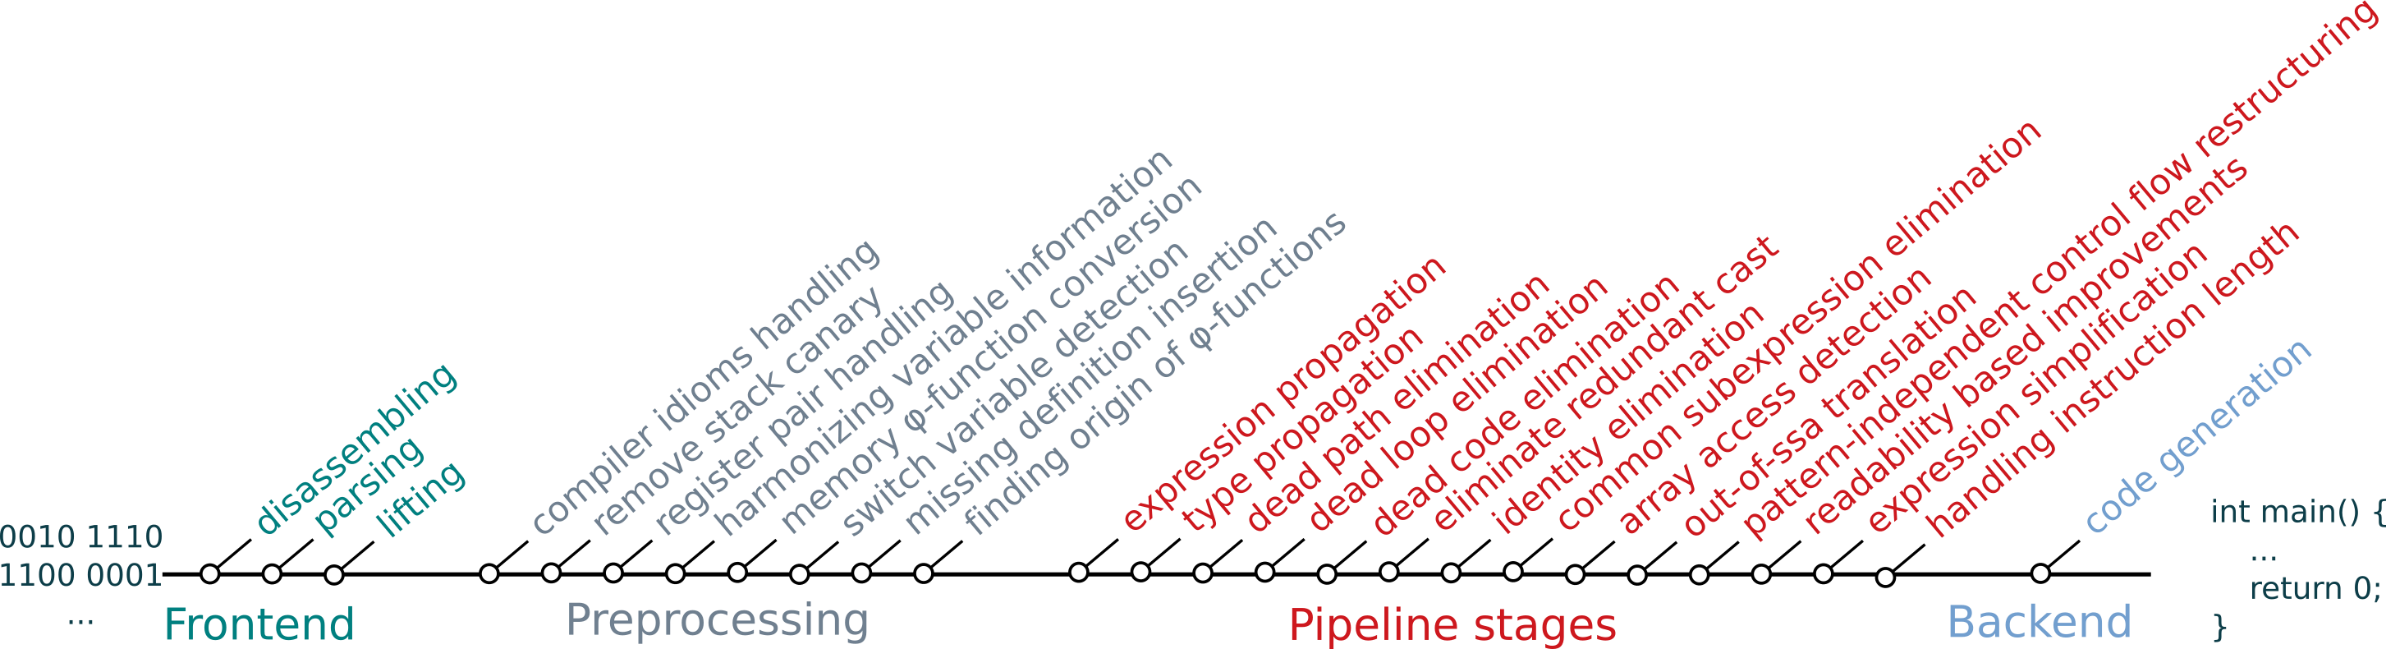 0010 1110
1100 0001
...
disassembling
parsing
lifting
Frontend
compiler idioms handling
remove stack canary
register pair handling
harmonizing variable information
memory φ-function conversion
switch variable detection
missing definition insertion
finding origin of φ-functions
Preprocessing
expression propagation
type propagation
dead path elimination
dead loop elimination
dead code elimination
eliminate redundant cast
identity elimination
common subexpression elimination
array access detection
out-of-ssa translation
pattern-independent control flow restructuring
readability based improvements
expression simplification
handling instruction length
Pipeline stages
code generation
Backend
int main() {
...
return 0;
}